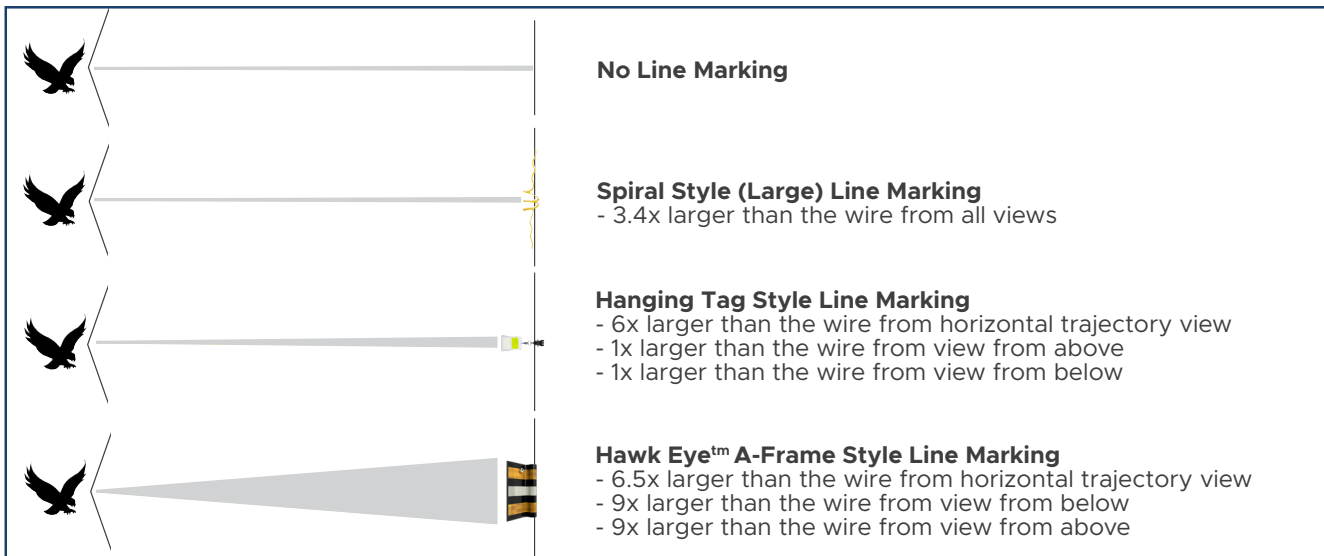 No Line Marking
Spiral Style (Large) Line Marking
- 3.4x larger than the wire from all views
Hanging Tag Style Line Marking
- 6x larger than the wire from horizontal trajectory view
- 1x larger than the wire from view from above
- 1x larger than the wire from view from below
Hawk Eye™ A-Frame Style Line Marking
- 6.5x larger than the wire from horizontal trajectory view
- 9x larger than the wire from view from below
- 9x larger than the wire from view from above